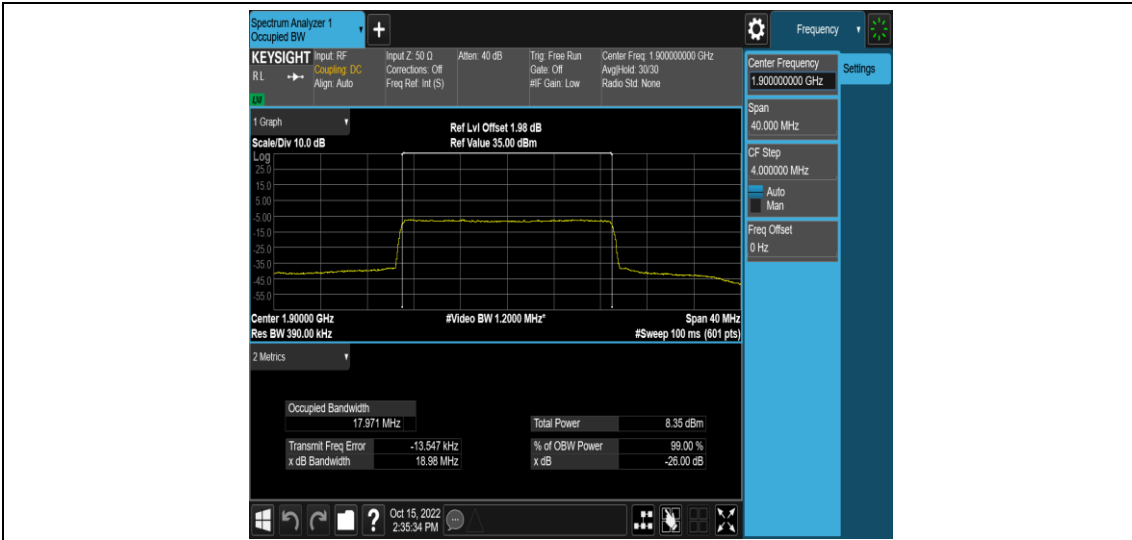 Spectrum Analyzer 1
Occupied BW
+
Frequency
KEYSIGHT
RL
LXI
Input: RF
Coupling: DC
Align: Auto
Input Z: 50 Ω
Corrections: Off
Freq Ref: Int (S)
Atten: 40 dB
Trig: Free Run
Gate: Off
#IF Gain: Low
Center Freq: 1.900000000 GHz
Avg|Hold: 30/30
Radio Std: None
Center Frequency
1.900000000 GHz
Settings
Span
40.000 MHz
CF Step
4.000000 MHz
Auto
Man
Freq Offset
0 Hz
1 Graph
Scale/Div 10.0 dB
Ref Lvl Offset 1.98 dB
Ref Value 35.00 dBm
Log
25.0
15.0
5.00
-5.00
-15.0
-25.0
-35.0
-45.0
-55.0
Center 1.90000 GHz
#Video BW 1.2000 MHz*
Span 40 MHz
Res BW 390.00 kHz
#Sweep 100 ms (601 pts)
2 Metrics
Occupied Bandwidth
17.971 MHz
Total Power 8.35 dBm
Transmit Freq Error -13.547 kHz
% of OBW Power 99.00 %
x dB Bandwidth 18.98 MHz
x dB -26.00 dB
?
Oct 15, 2022
2:35:34 PM